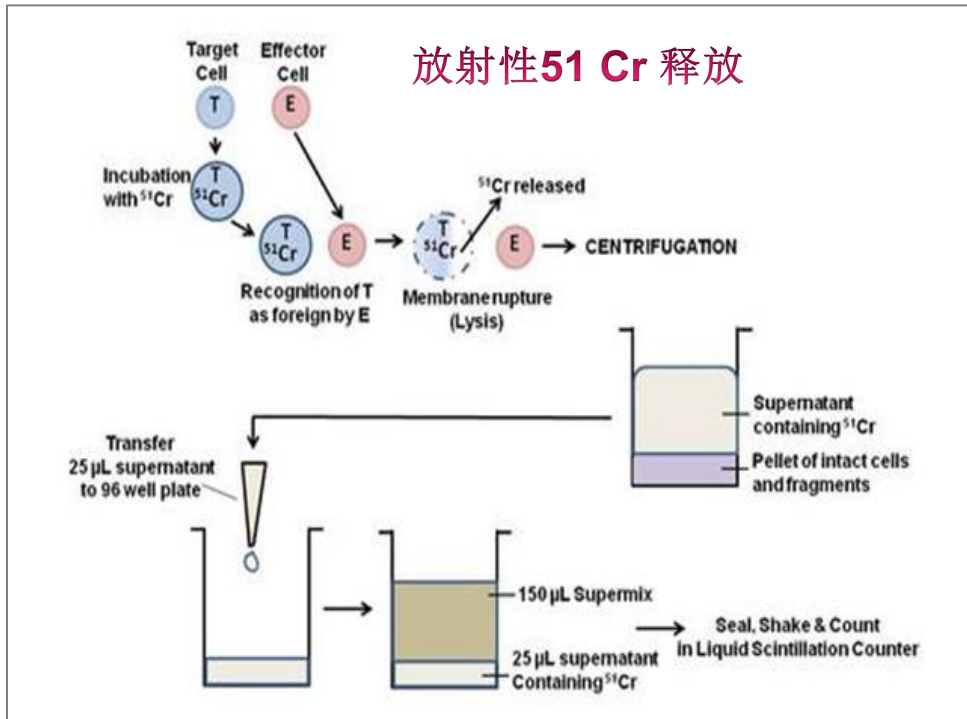 放射性51 Cr 释放
Target
Cell
Effector
Cell
T
E
Incubation
with ⁵¹Cr
T
⁵¹Cr
T
⁵¹Cr
E
Recognition of T
as foreign by E
T
⁵¹Cr
⁵¹Cr released
E
CENTRIFUGATION
Membrane rupture
(Lysis)
Supernatant
containing ⁵¹Cr
Pellet of intact cells
and fragments
Transfer
25 µL supernatant
to 96 well plate
150 µL Supermix
25 µL supernatant
Containing ⁵¹Cr
Seal, Shake & Count
in Liquid Scintillation Counter